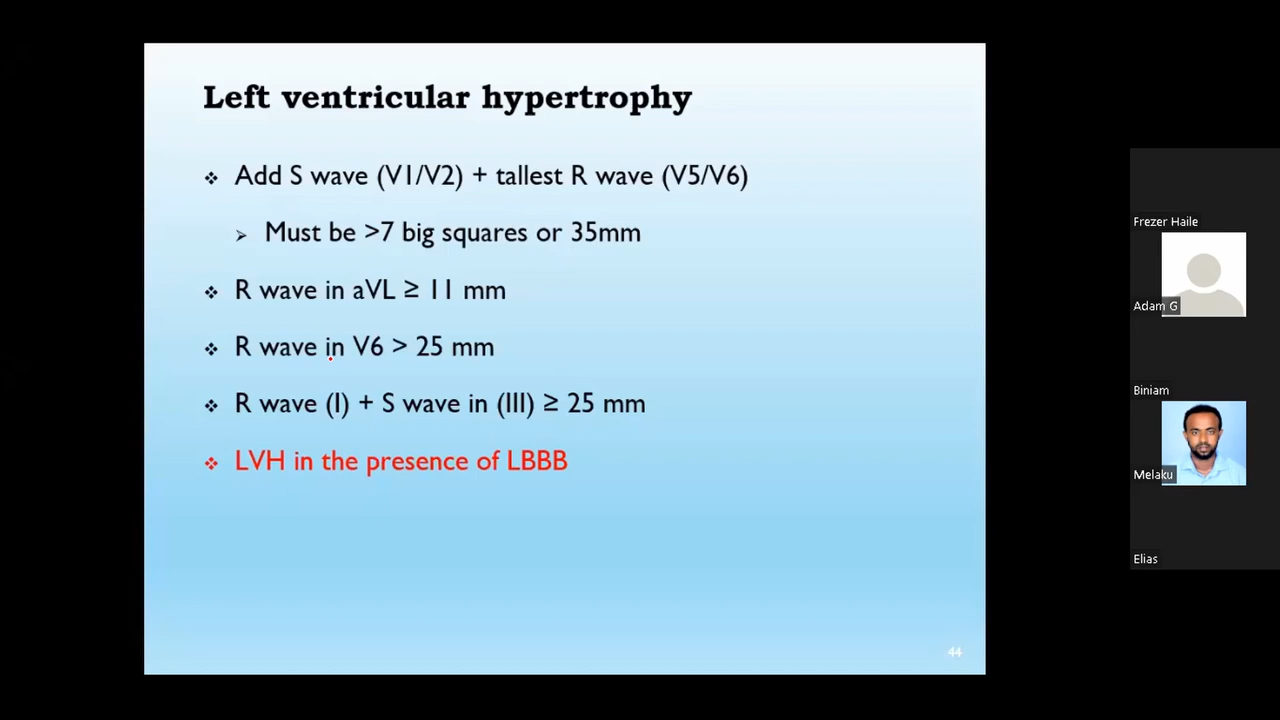 Left ventricular hypertrophy
❖ Add S wave (V1/V2) + tallest R wave (V5/V6)
➢ Must be >7 big squares or 35mm
❖ R wave in aVL ≥ 11 mm
❖ R wave in V6 > 25 mm
❖ R wave (I) + S wave in (III) ≥ 25 mm
❖ LVH in the presence of LBBB
44
Frezer Haile
Adam G
Biniam
Melaku
Elias